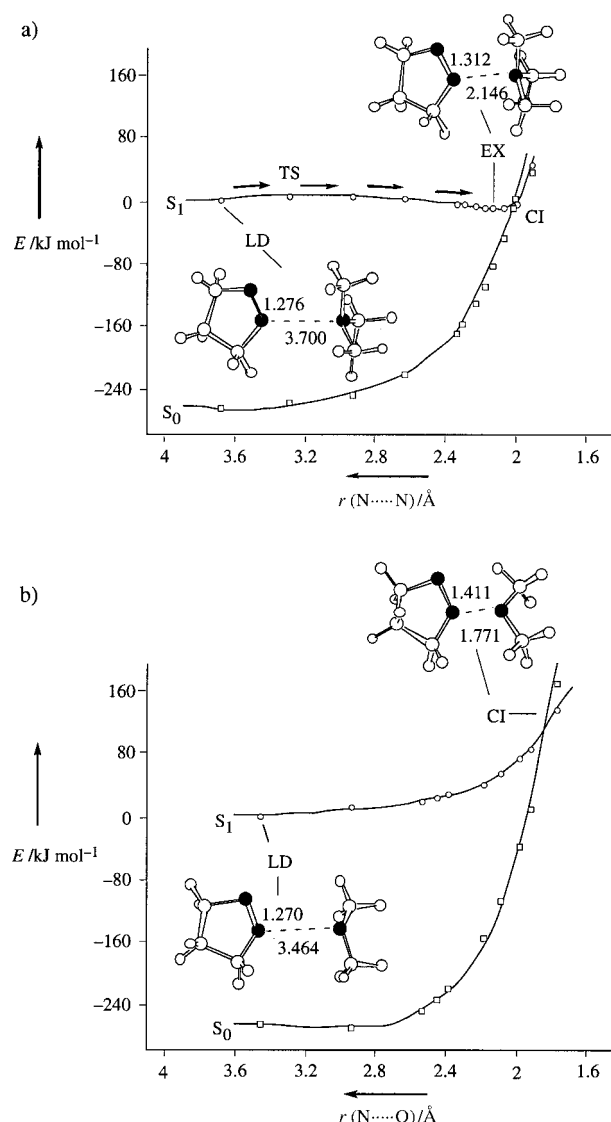 a)
1.312
2.146
EX
160
80
0
−80
−160
−240
TS
S1
LD
CI
E /kJ mol−1
1.276
3.700
S0
4 3.6 3.2 2.8 2.4 2 1.6
r (N·····N)/Å
b)
1.411
1.771
CI
160
80
0
−80
−160
−240
S1
LD
E /kJ mol−1
1.270
3.464
S0
4 3.6 3.2 2.8 2.4 2 1.6
r (N·····O)/Å